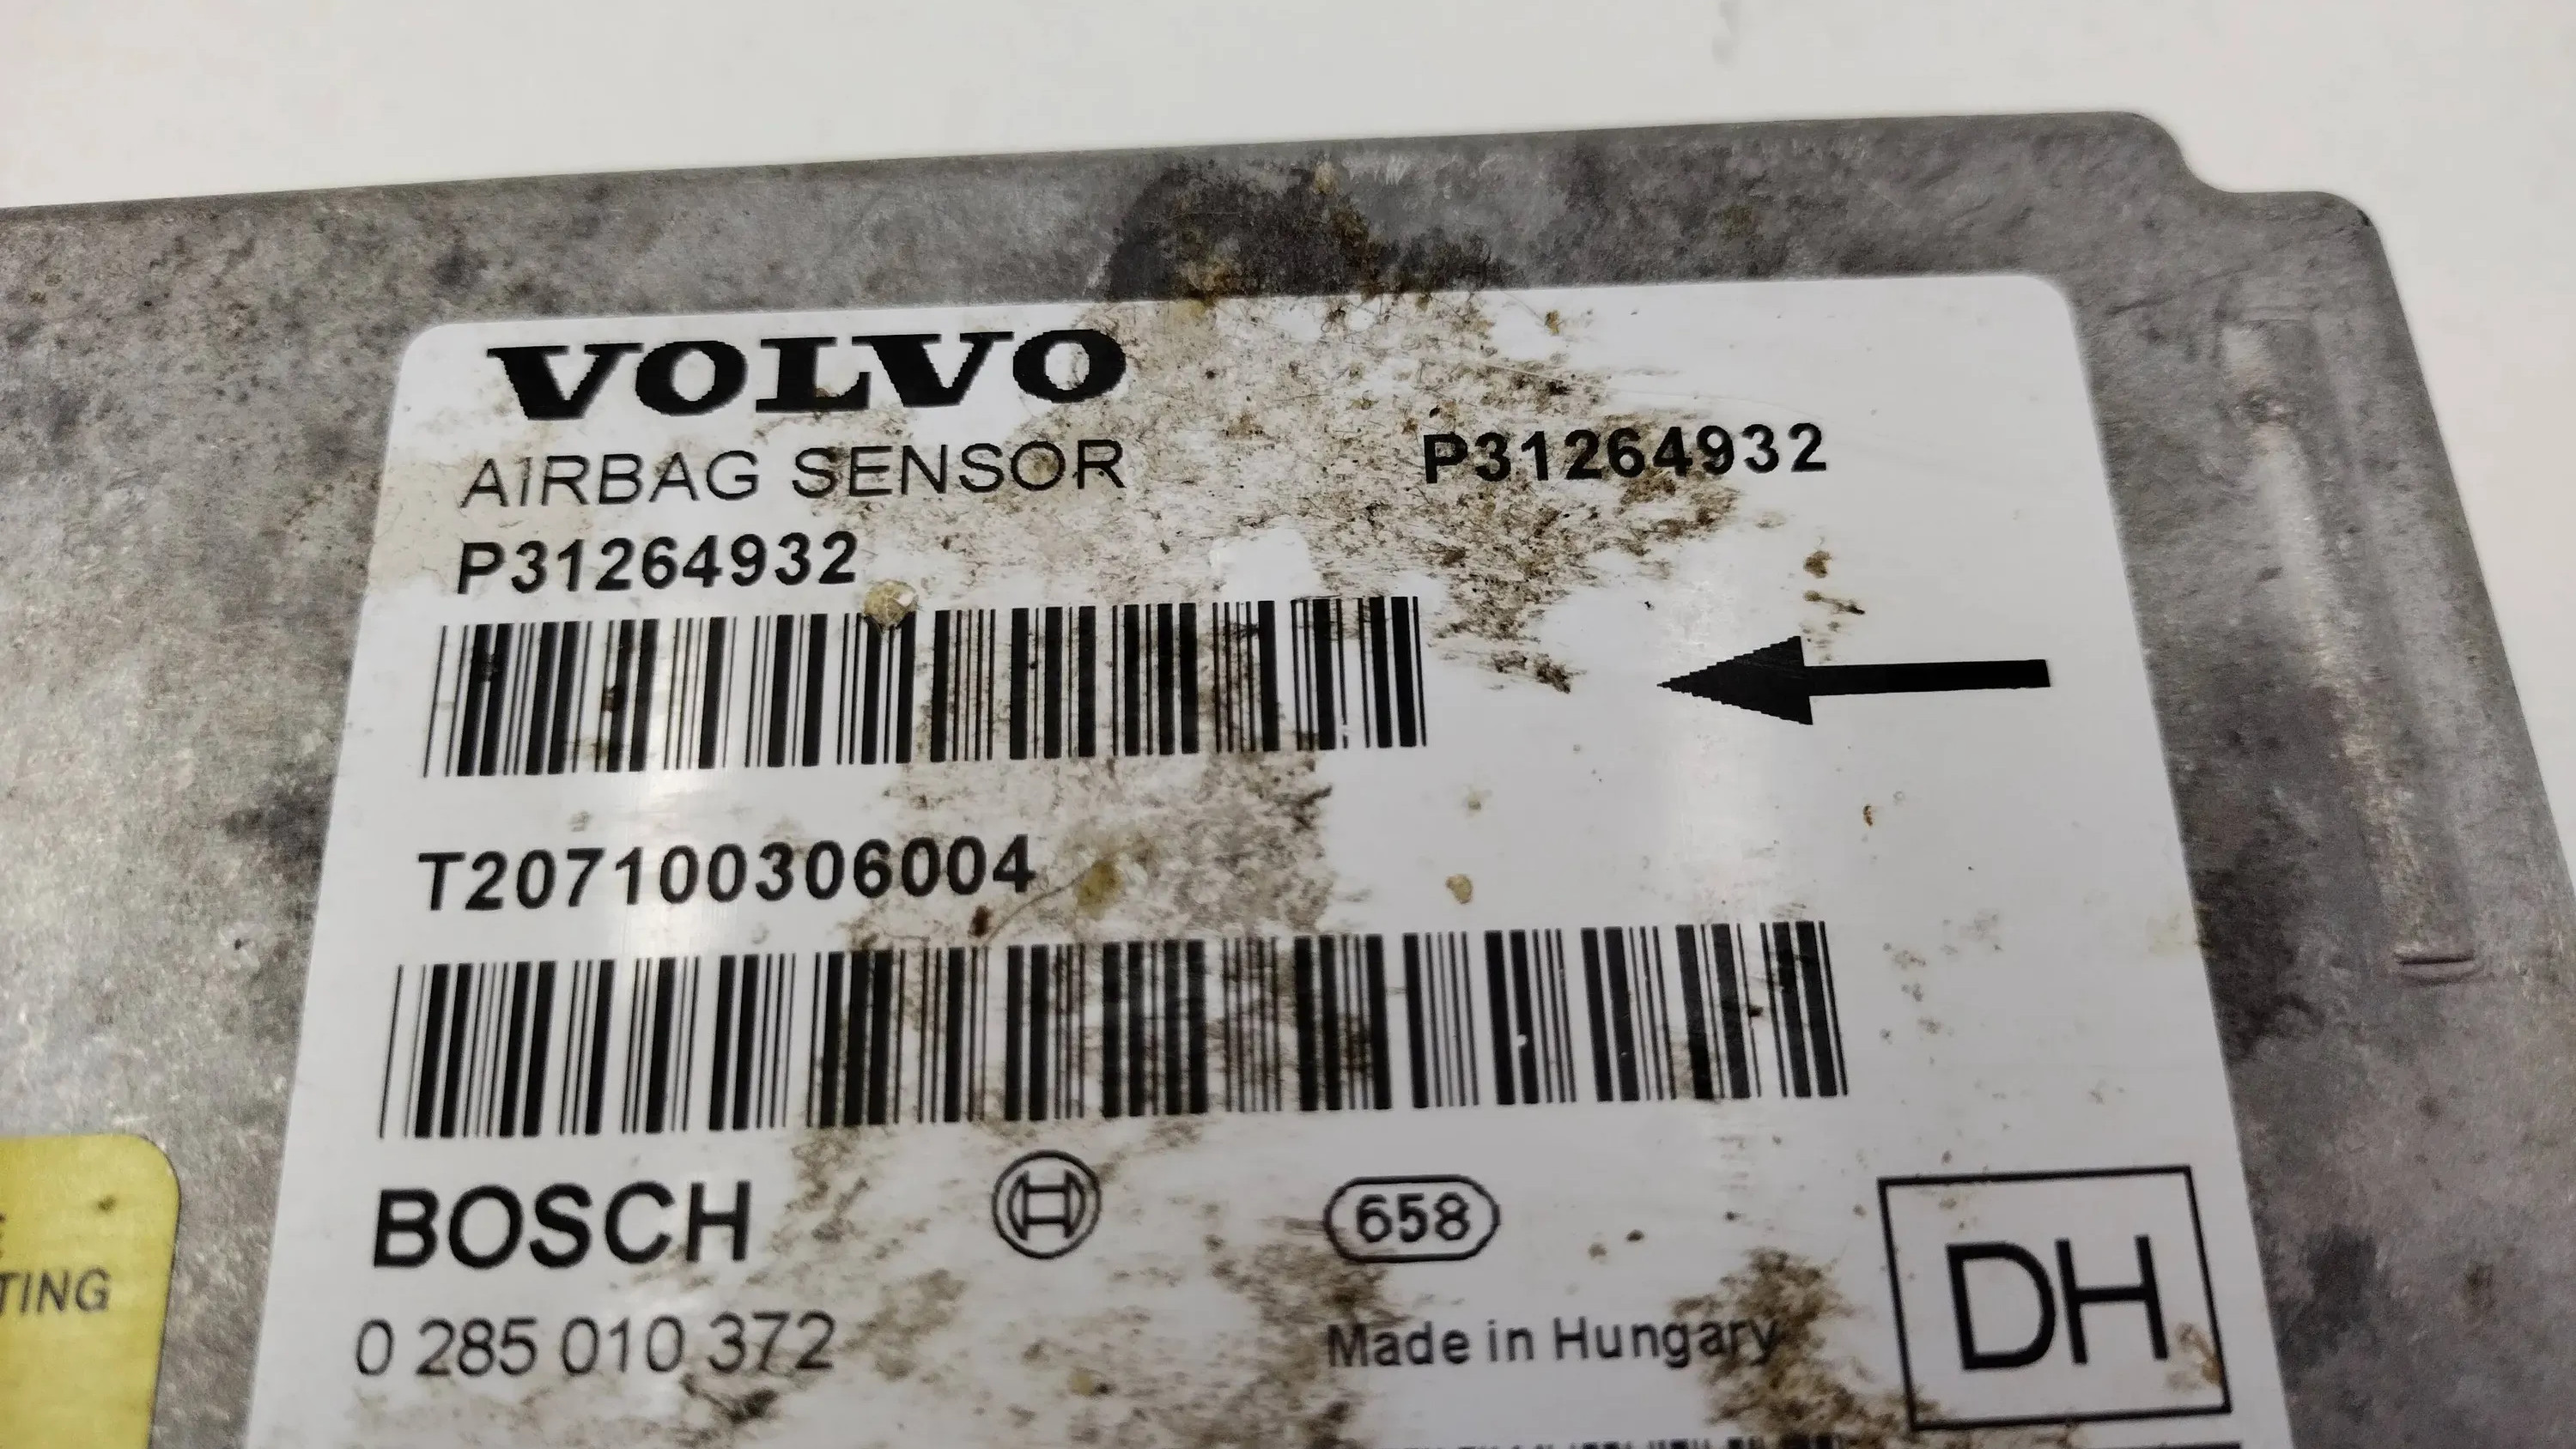 VOLVO
AIRBAG SENSOR
P31264932
P31264932
T207100306004
BOSCH
658
DH
0 285 010 372
Made in Hungary
TING